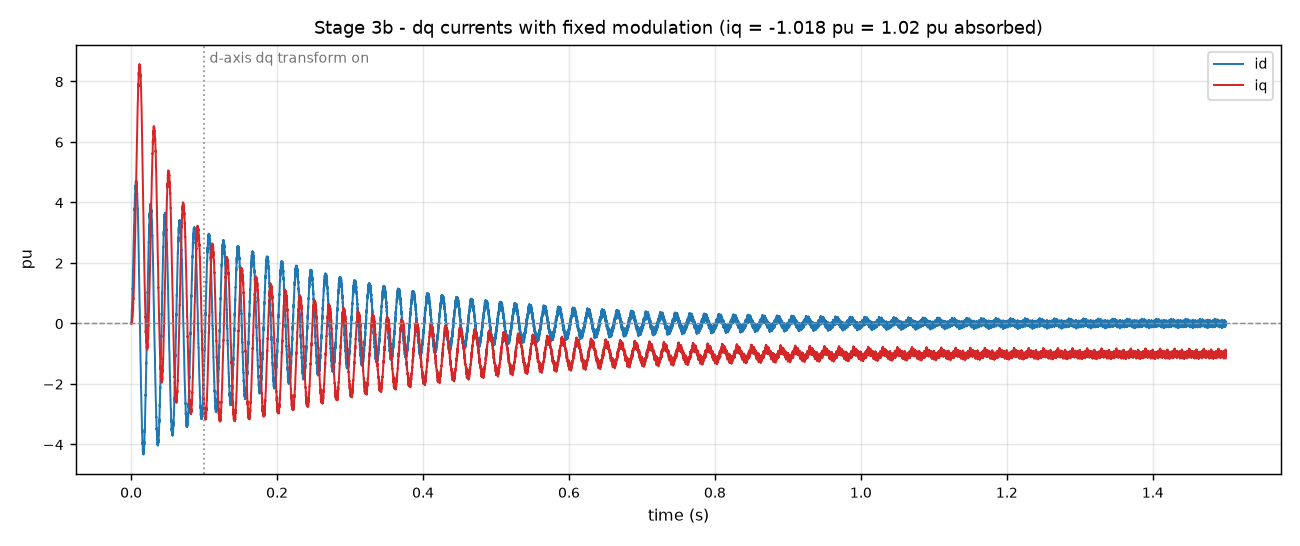 Stage 3b - dq currents with fixed modulation (iq = -1.018 pu = 1.02 pu absorbed)
d-axis dq transform on
id
iq
pu
8
6
4
2
0
−2
−4
0.0 0.2 0.4 0.6 0.8 1.0 1.2 1.4
time (s)